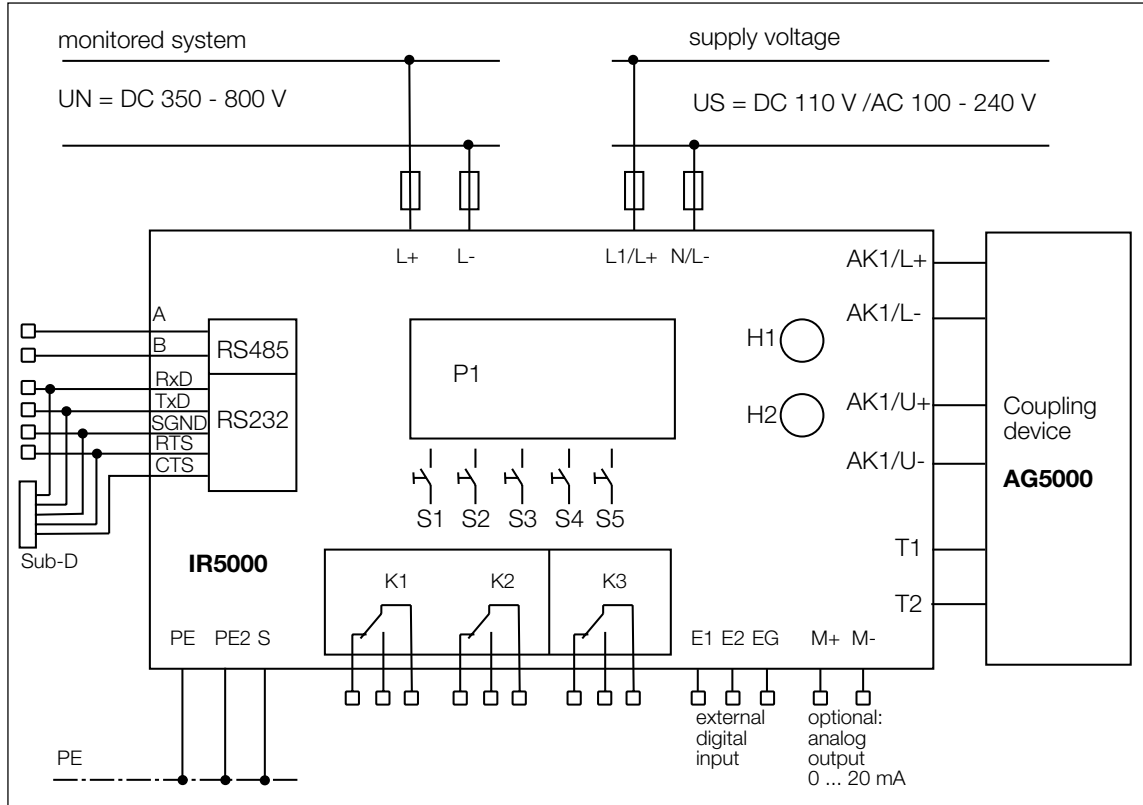 monitored system
supply voltage
UN = DC 350 - 800 V
US = DC 110 V /AC 100 - 240 V
L+ L- L1/L+ N/L-
AK1/L+
AK1/L-
A
B
RS485
RxD
TxD
SGND
RTS
CTS
RS232
Sub-D
P1
H1
H2
AK1/U+
AK1/U-
Coupling
device
AG5000
S1 S2 S3 S4 S5
T1
T2
IR5000
K1 K2 K3
PE PE2 S
E1 E2 EG M+ M-
external
digital
input
optional:
analog
output
0 ... 20 mA
PE